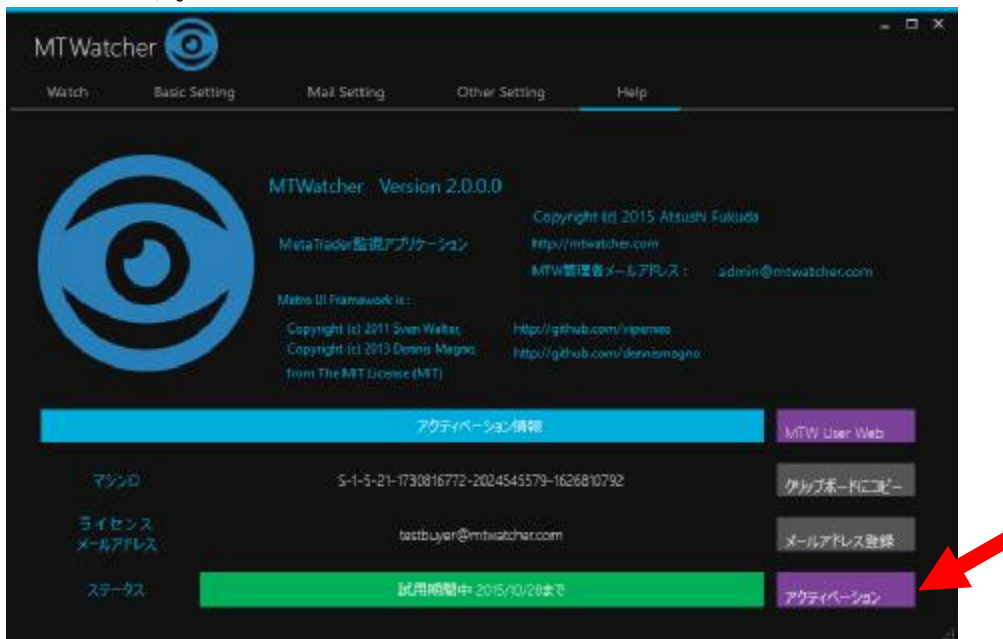 MTWatcher
Watch Basic Setting Mail Setting Other Setting Help
MTWatcher Version 2.0.0.0
Copyright (c) 2015 Atsushi Fukuda
MetaTrader監視アプリケーション http://mtwatcher.com
MTW管理者メールアドレス: admin@mtwatcher.com
Metro UI Framework is :
Copyright (c) 2011 Sven Walter, http://github.com/viperneo
Copyright (c) 2013 Dennis Magno, http://github.com/dennismagno
from The MIT License (MIT)
アクティベーション情報 MTW User Web
マシンID S-1-5-21-1730816772-2024545579-1626810792 クリップボードにコピー
ライセンス
メールアドレス testbuyer@mtwatcher.com メールアドレス登録
ステータス 試用期間中 2015/10/28まで アクティベーション